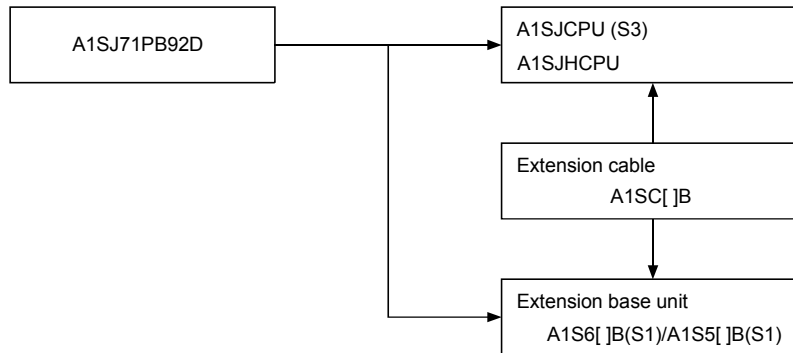 A1SJ71PB92D
A1SJCPU (S3)
A1SJHCPU
Extension cable
A1SC[ ]B
Extension base unit
A1S6[ ]B(S1)/A1S5[ ]B(S1)